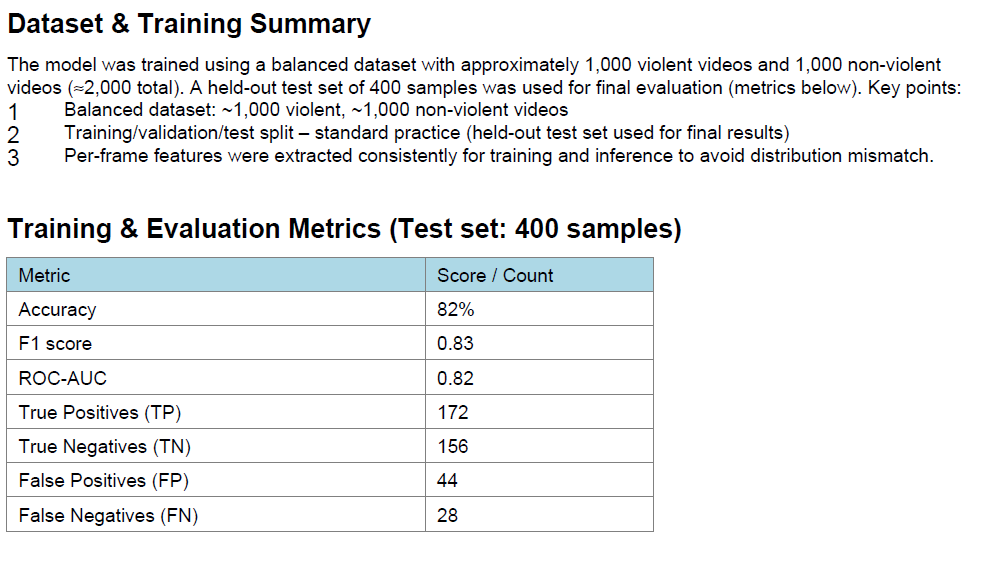 Dataset & Training Summary
The model was trained using a balanced dataset with approximately 1,000 violent videos and 1,000 non-violent
videos (≈2,000 total). A held-out test set of 400 samples was used for final evaluation (metrics below). Key points:
1 Balanced dataset: ~1,000 violent, ~1,000 non-violent videos
2 Training/validation/test split – standard practice (held-out test set used for final results)
3 Per-frame features were extracted consistently for training and inference to avoid distribution mismatch.
Training & Evaluation Metrics (Test set: 400 samples)
Metric Score / Count
Accuracy 82%
F1 score 0.83
ROC-AUC 0.82
True Positives (TP) 172
True Negatives (TN) 156
False Positives (FP) 44
False Negatives (FN) 28